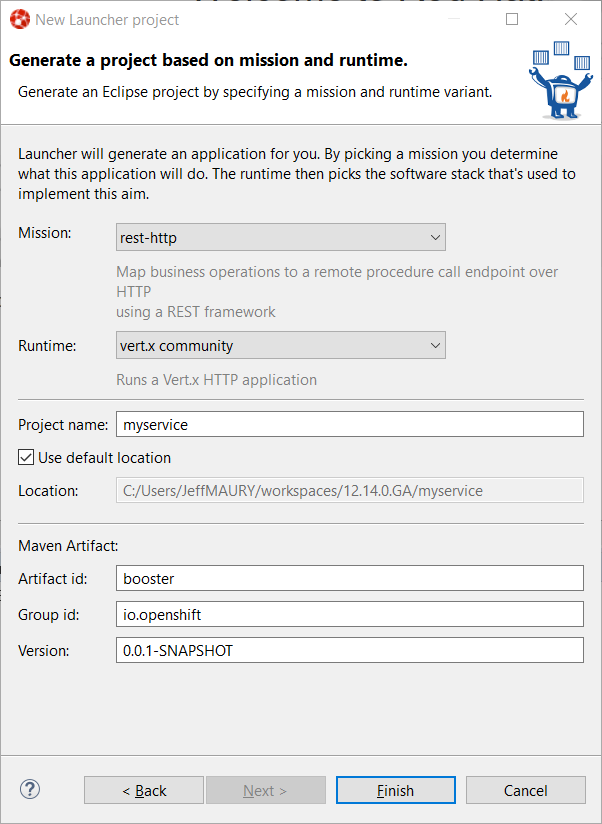 New Launcher project
Generate a project based on mission and runtime.
Generate an Eclipse project by specifying a mission and runtime variant.
Launcher will generate an application for you. By picking a mission you determine
what this application will do. The runtime then picks the software stack that's used to
implement this aim.
Mission: rest-http
Map business operations to a remote procedure call endpoint over
HTTP
using a REST framework
Runtime: vert.x community
Runs a Vert.x HTTP application
Project name: myservice
Use default location
Location: C:/Users/JeffMAURY/workspaces/12.14.0.GA/myservice
Maven Artifact:
Artifact id: booster
Group id: io.openshift
Version: 0.0.1-SNAPSHOT
? < Back Next > Finish Cancel